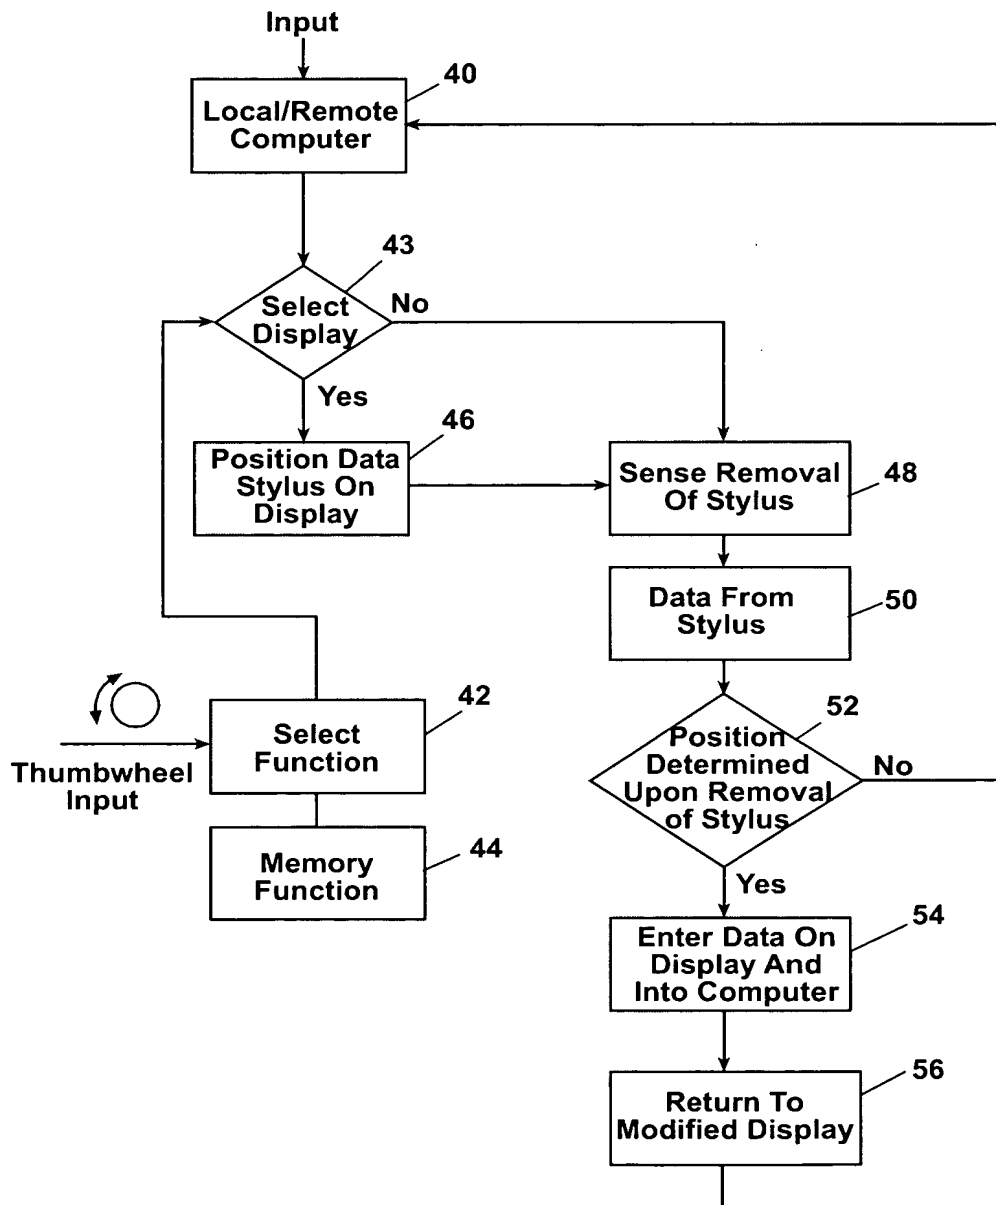 Input
40
Local/Remote
Computer
43
Select
Display
No
Yes
46
Position Data
Stylus On
Display
Sense Removal
Of Stylus
48
Data From
Stylus
50
42
Select
Function
Thumbwheel
Input
44
Memory
Function
52
Position
Determined
Upon Removal
of Stylus
No
Yes
54
Enter Data On
Display And
Into Computer
56
Return To
Modified Display